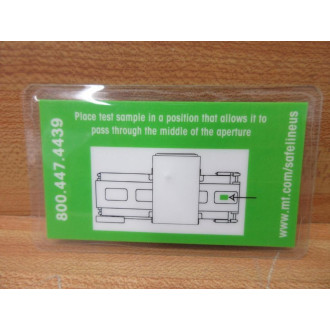 Place test sample in a position that allows it to
pass through the middle of the aperture
800.447.4439
www.mt.com/safelineus